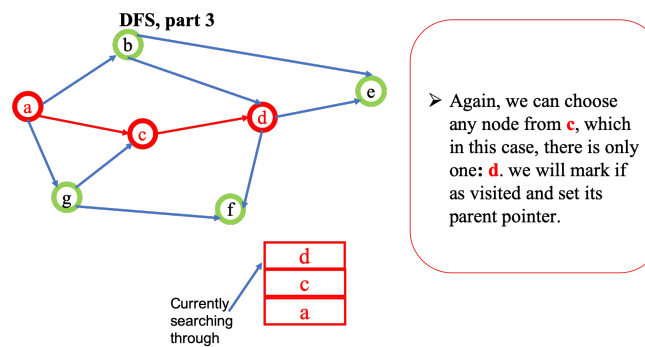 DFS, part 3
b
e
a
d
c
g
f
➢ Again, we can choose
any node from c, which
in this case, there is only
one: d. we will mark if
as visited and set its
parent pointer.
d
c
a
Currently
searching
through